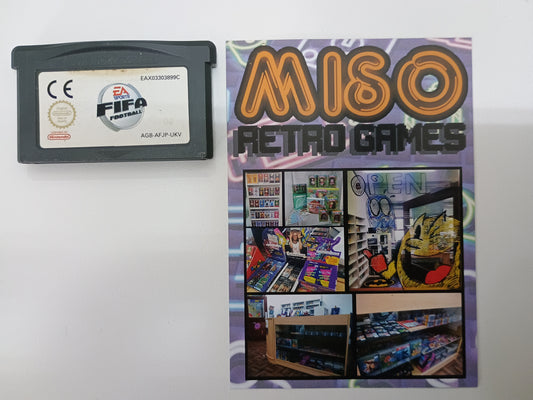 EAX03303899C
CE
EA
SPORTS
FIFA
FOOTBALL
Nintendo
AGB-AFJP-UKV
MISO
RETRO GAMES
OPEN